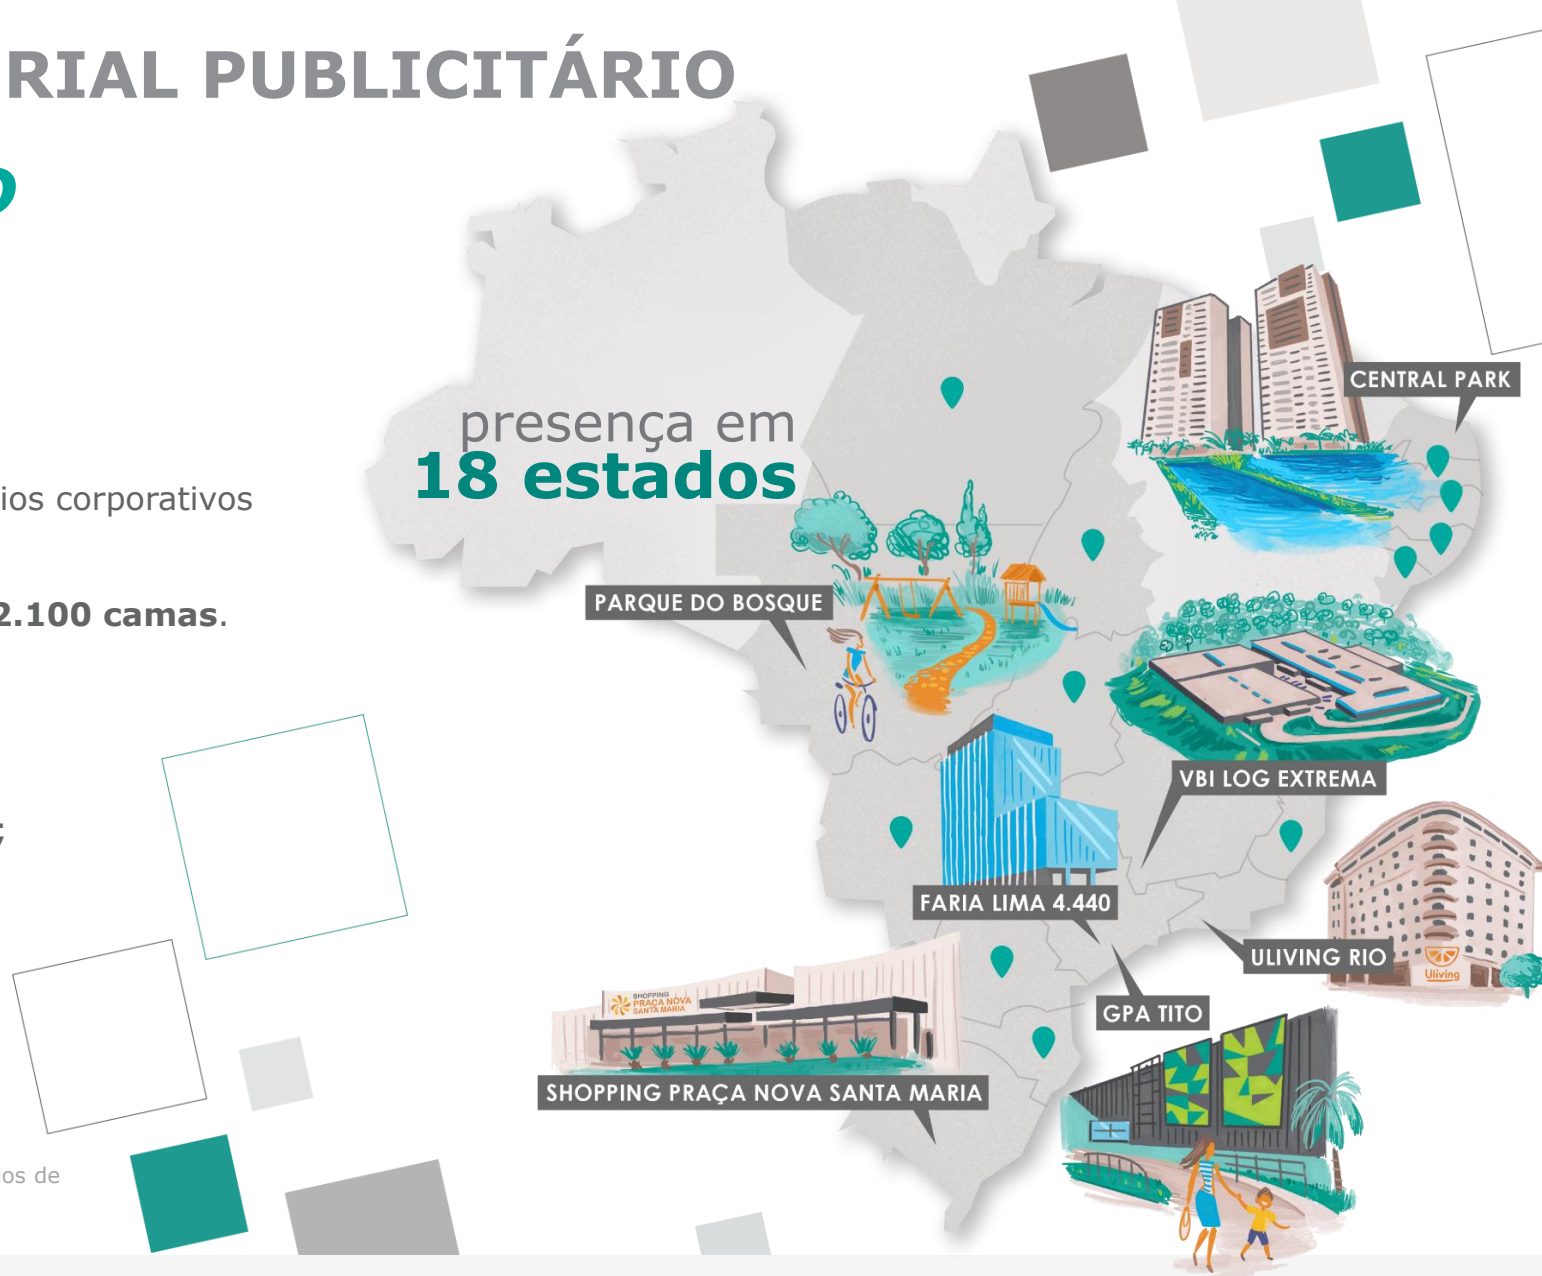 RIAL PUBLICITÁRIO
o
presença em
18 estados
ios corporativos
2.100 camas.
;
os de
CENTRAL PARK
PARQUE DO BOSQUE
VBI LOG EXTREMA
FARIA LIMA 4.440
ULIVING RIO
Uliving
GPA TITO
SHOPPING
PRAÇA NOVA
SANTA MARIA
SHOPPING PRAÇA NOVA SANTA MARIA